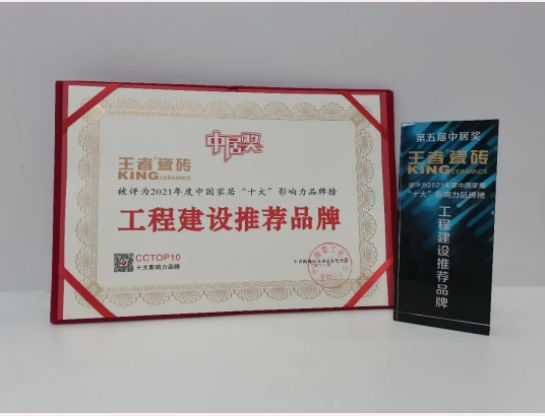 中居奖
王者瓷砖
KING CERAMICS
被评为2021年度中国家居“十大”影响力品牌榜
工程建设推荐品牌
CCTOP10
十大影响力品牌
第五届中居奖
王者瓷砖
KING CERAMICS
被评为2021年度中国家居
“十大”影响力品牌榜
工程建设推荐品牌